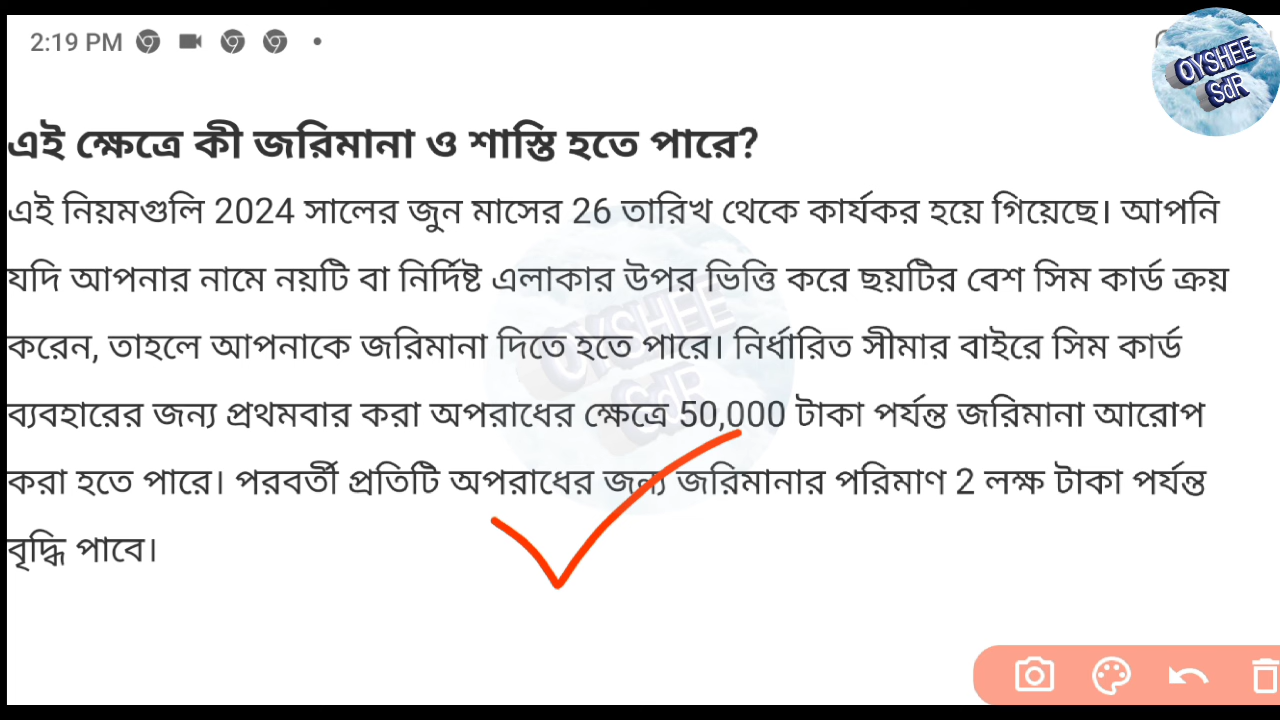 2:19 PM
OYSHEE
SdR
এই ক্ষেত্রে কী জরিমানা ও শাস্তি হতে পারে?
এই নিয়মগুলি 2024 সালের জুন মাসের 26 তারিখ থেকে কার্যকর হয়ে গিয়েছে। আপনি
যদি আপনার নামে নয়টি বা নির্দিষ্ট এলাকার উপর ভিত্তি করে ছয়টির বেশ সিম কার্ড ক্রয়
করেন, তাহলে আপনাকে জরিমানা দিতে হতে পারে। নির্ধারিত সীমার বাইরে সিম কার্ড
ব্যবহারের জন্য প্রথমবার করা অপরাধের ক্ষেত্রে 50,000 টাকা পর্যন্ত জরিমানা আরোপ
করা হতে পারে। পরবর্তী প্রতিটি অপরাধের জন্য জরিমানার পরিমাণ 2 লক্ষ টাকা পর্যন্ত
বৃদ্ধি পাবে।
OYSHEE
SdR